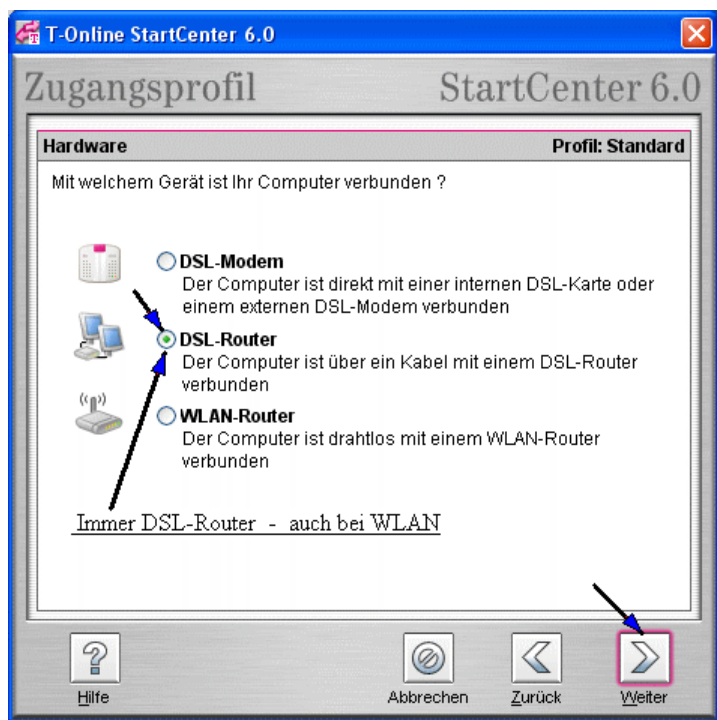 T-Online StartCenter 6.0
Zugangsprofil StartCenter 6.0
Hardware Profil: Standard
Mit welchem Gerät ist Ihr Computer verbunden ?
DSL-Modem
Der Computer ist direkt mit einer internen DSL-Karte oder
einem externen DSL-Modem verbunden
DSL-Router
Der Computer ist über ein Kabel mit einem DSL-Router
verbunden
WLAN-Router
Der Computer ist drahtlos mit einem WLAN-Router
verbunden
Immer DSL-Router - auch bei WLAN
Hilfe Abbrechen Zurück Weiter